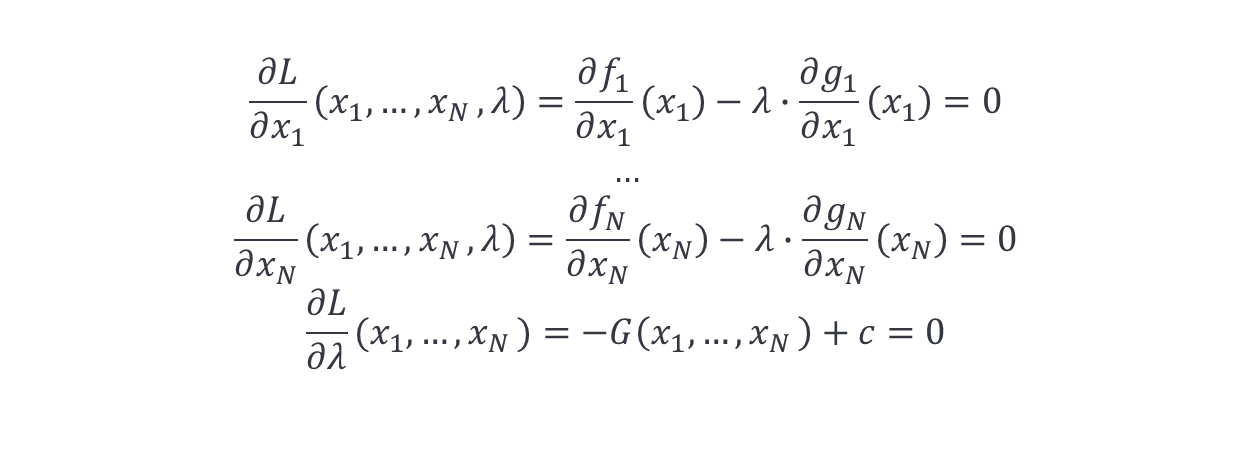 ∂L/∂x₁ (x₁, …, x_N, λ) = ∂f₁/∂x₁ (x₁) − λ · ∂g₁/∂x₁ (x₁) = 0
…
∂L/∂x_N (x₁, …, x_N, λ) = ∂f_N/∂x_N (x_N) − λ · ∂g_N/∂x_N (x_N) = 0
∂L/∂λ (x₁, …, x_N) = −G(x₁, …, x_N) + c = 0